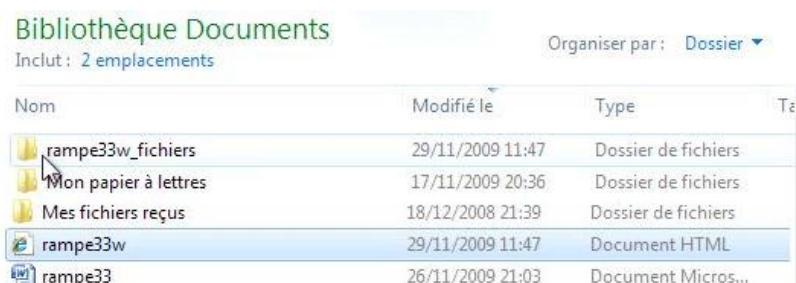 Bibliothèque Documents
Inclut : 2 emplacements
Organiser par : Dossier
Nom Modifié le Type
rampe33w_fichiers 29/11/2009 11:47 Dossier de fichiers
Mon papier à lettres 17/11/2009 20:36 Dossier de fichiers
Mes fichiers reçus 18/12/2008 21:39 Dossier de fichiers
rampe33w 29/11/2009 11:47 Document HTML
rampe33 26/11/2009 21:03 Document Micros...